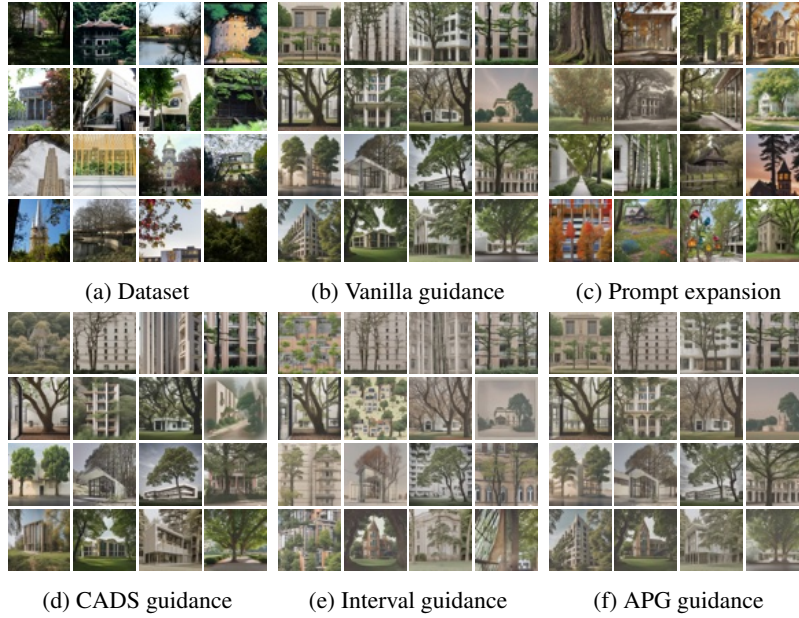 (a) Dataset
(b) Vanilla guidance
(c) Prompt expansion
(d) CADS guidance
(e) Interval guidance
(f) APG guidance